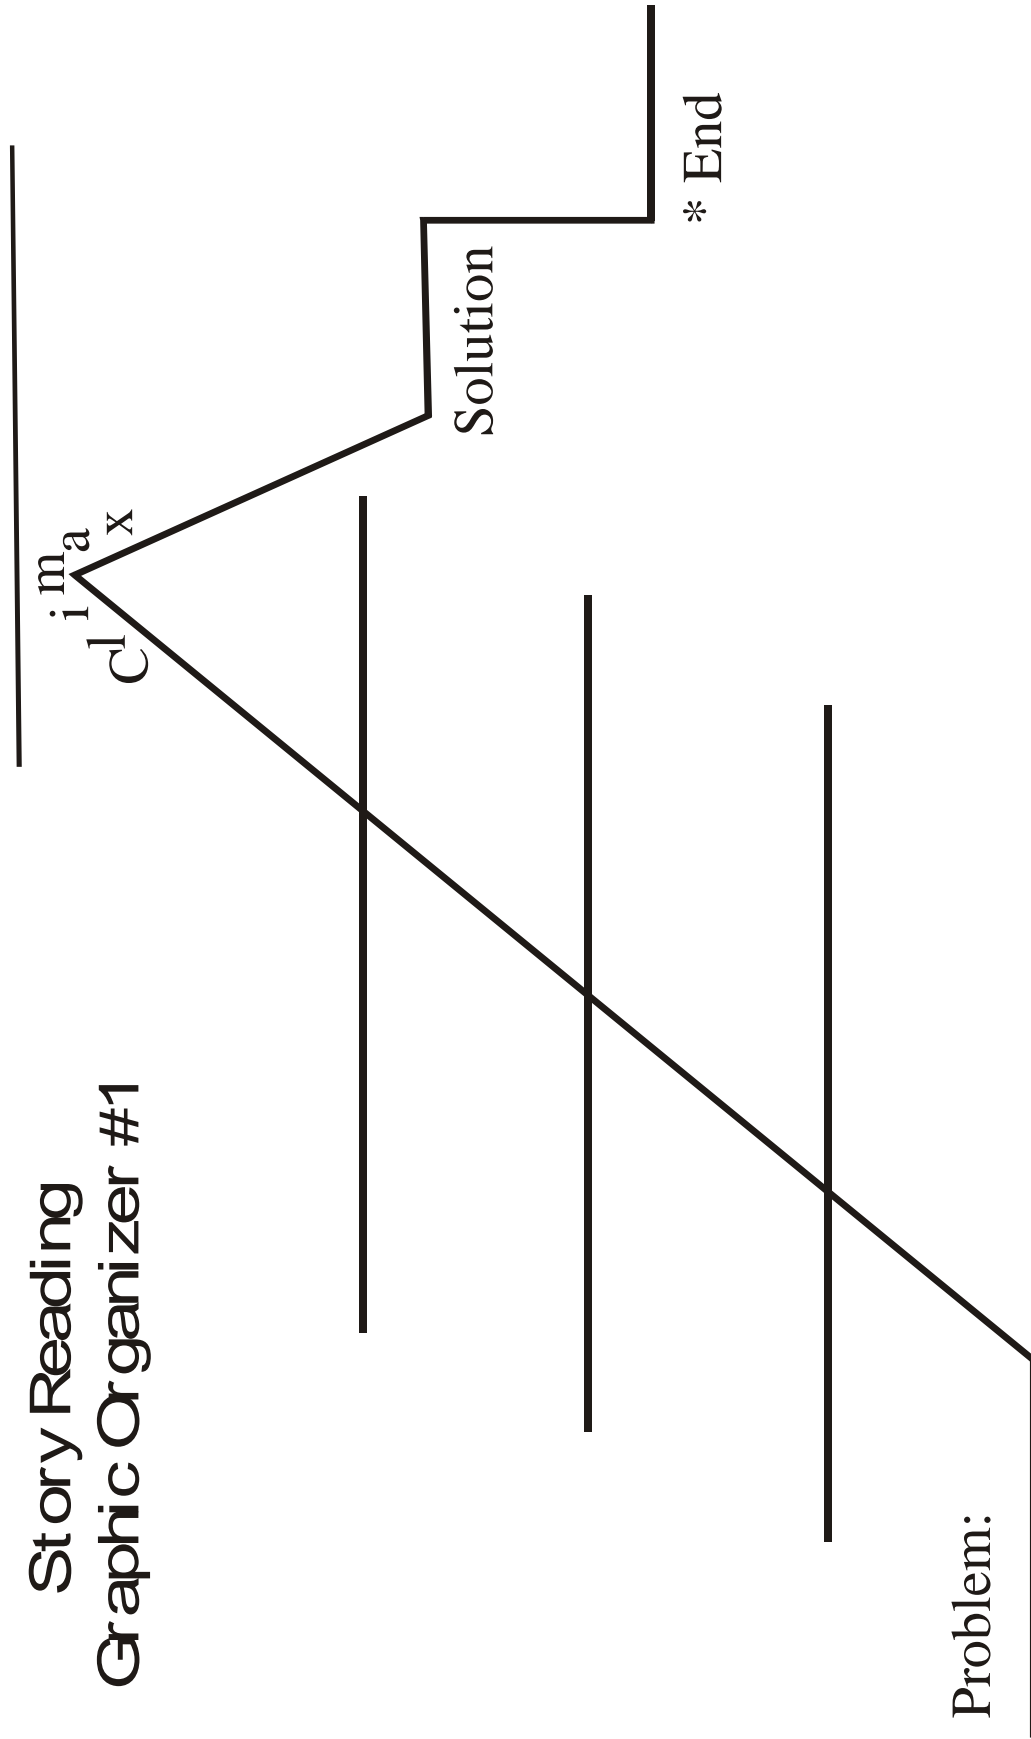 Story Reading
Graphic Organizer #1
Climax
Solution
* End
Problem: